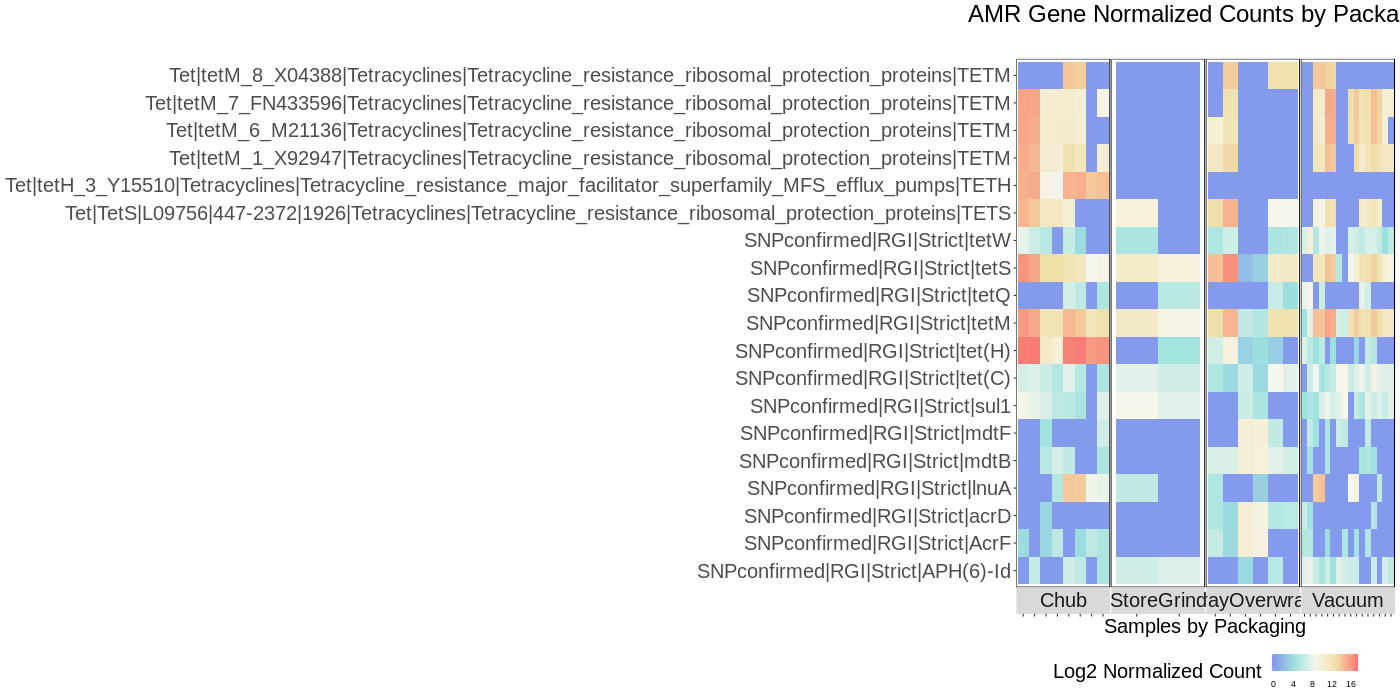 AMR Gene Normalized Counts by Packa
Tet|tetM_8_X04388|Tetracyclines|Tetracycline_resistance_ribosomal_protection_proteins|TETM
Tet|tetM_7_FN433596|Tetracyclines|Tetracycline_resistance_ribosomal_protection_proteins|TETM
Tet|tetM_6_M21136|Tetracyclines|Tetracycline_resistance_ribosomal_protection_proteins|TETM
Tet|tetM_1_X92947|Tetracyclines|Tetracycline_resistance_ribosomal_protection_proteins|TETM
Tet|tetH_3_Y15510|Tetracyclines|Tetracycline_resistance_major_facilitator_superfamily_MFS_efflux_pumps|TETH
Tet|TetS|L09756|447-2372|1926|Tetracyclines|Tetracycline_resistance_ribosomal_protection_proteins|TETS
SNPconfirmed|RGI|Strict|tetW
SNPconfirmed|RGI|Strict|tetS
SNPconfirmed|RGI|Strict|tetQ
SNPconfirmed|RGI|Strict|tetM
SNPconfirmed|RGI|Strict|tet(H)
SNPconfirmed|RGI|Strict|tet(C)
SNPconfirmed|RGI|Strict|sul1
SNPconfirmed|RGI|Strict|mdtF
SNPconfirmed|RGI|Strict|mdtB
SNPconfirmed|RGI|Strict|lnuA
SNPconfirmed|RGI|Strict|acrD
SNPconfirmed|RGI|Strict|AcrF
SNPconfirmed|RGI|Strict|APH(6)-Id
Chub StoreGrind ayOverwra Vacuum
Samples by Packaging
Log2 Normalized Count
0 4 8 12 16